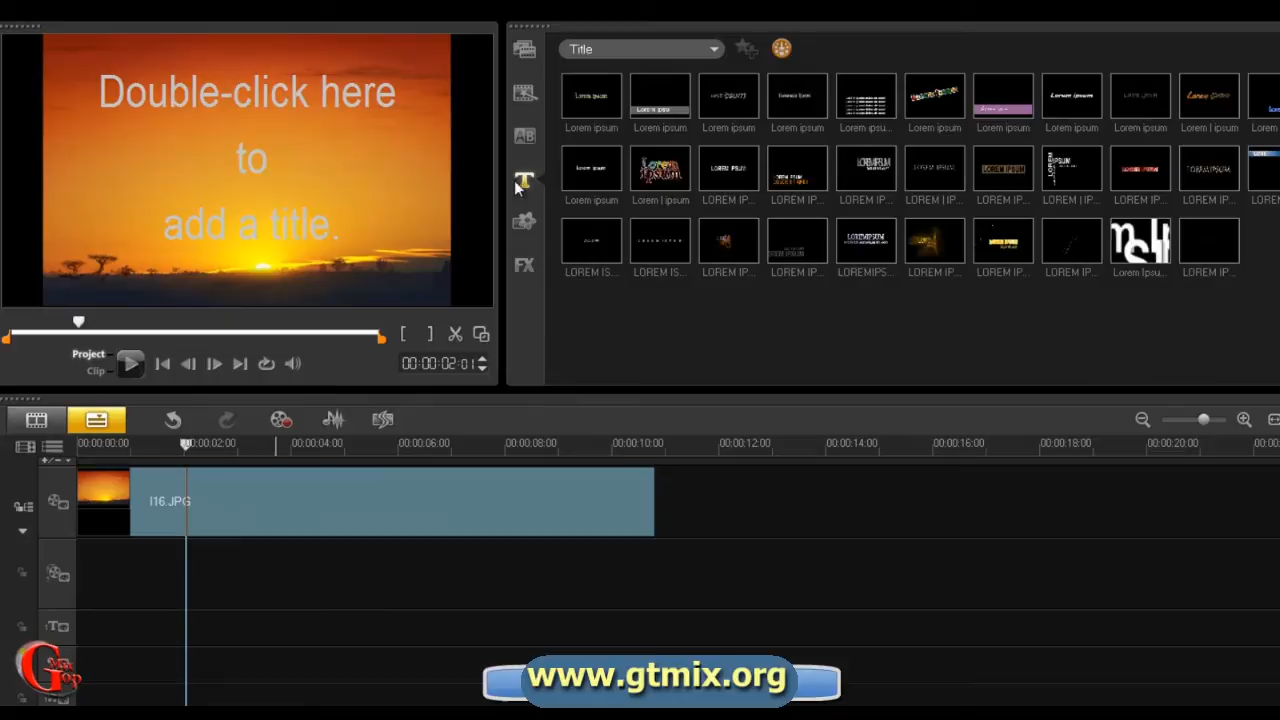 Double-click here
to
add a title.
Title
Lorem ipsum
Lorem ipsum
Lorem ipsum
Lorem ipsum
Lorem ipsu...
Lorem ipsum
Lorem ipsum
Lorem ipsum
Lorem ipsum
Lorem | ipsum
Lorem ipsum
Lorem | ipsum
LOREM IP...
LOREM IP...
LOREM IP...
LOREM IP...
LOREM IP...
LOREM | I...
LOREM IP...
LOREM IP...
LOREM IS...
LOREM IS...
LOREM IP...
LOREM IP...
LOREMIPS...
LOREM IP...
LOREM IP...
LOREM IP...
Lorem Ipsu...
LOREM IP...
AB
FX
Project
Clip
00:00:02:01
00:00:00:00
00:00:02:00
00:00:04:00
00:00:06:00
00:00:08:00
00:00:10:00
00:00:12:00
00:00:14:00
00:00:16:00
00:00:18:00
00:00:20:00
I16.JPG
www.gtmix.org